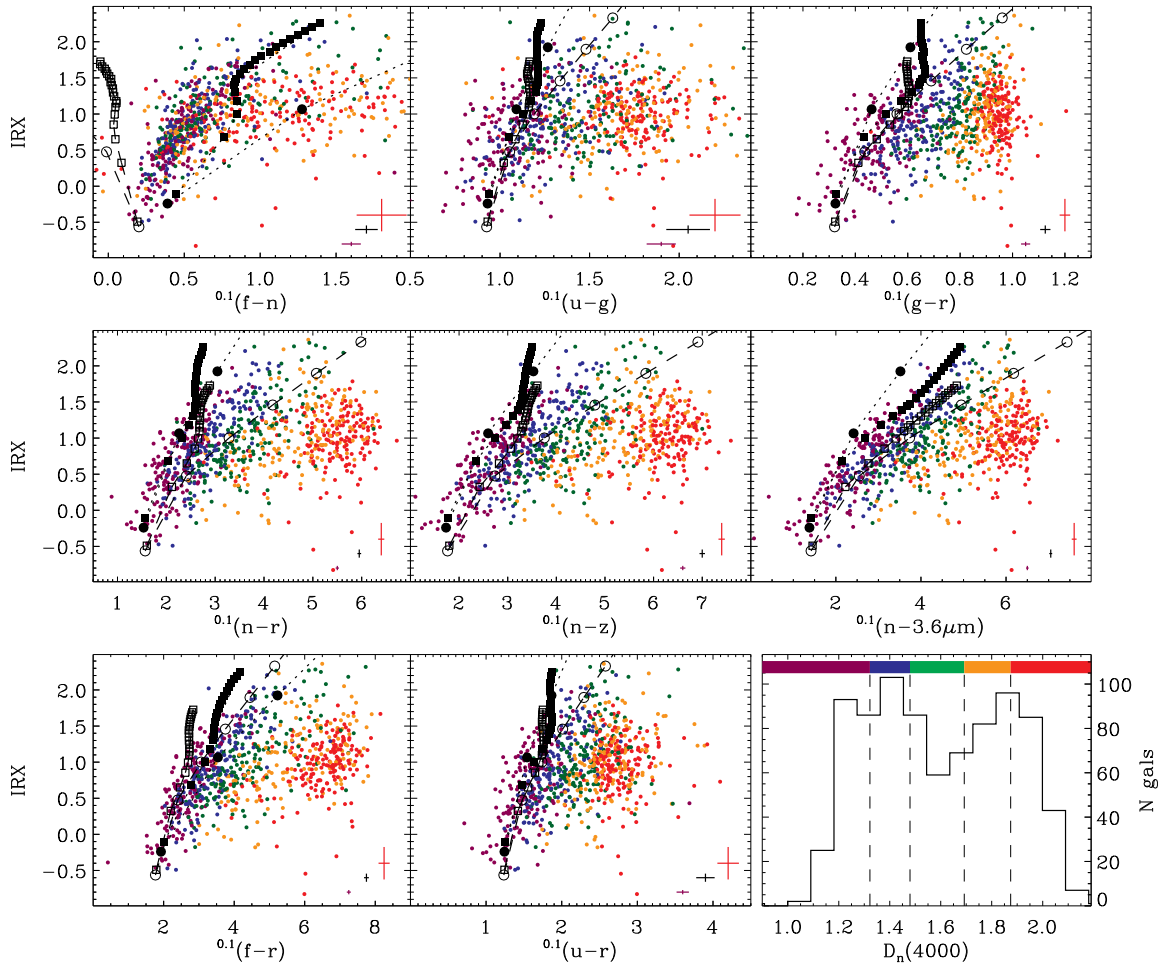 IRX
2.0
1.5
1.0
0.5
0.0
−0.5
0.0 0.5 1.0 1.5 0.5
0.1(f−n)
1.0 1.5 2.0
0.1(u−g)
0.2 0.4 0.6 0.8 1.0 1.2
0.1(g−r)
IRX
2.0
1.5
1.0
0.5
0.0
−0.5
1 2 3 4 5 6
0.1(n−r)
2 3 4 5 6 7
0.1(n−z)
2 4 6
0.1(n−3.6μm)
IRX
2.0
1.5
1.0
0.5
0.0
−0.5
2 4 6 8
0.1(f−r)
1 2 3 4
0.1(u−r)
100
80
60
40
20
0
N gals
1.0 1.2 1.4 1.6 1.8 2.0
Dn(4000)